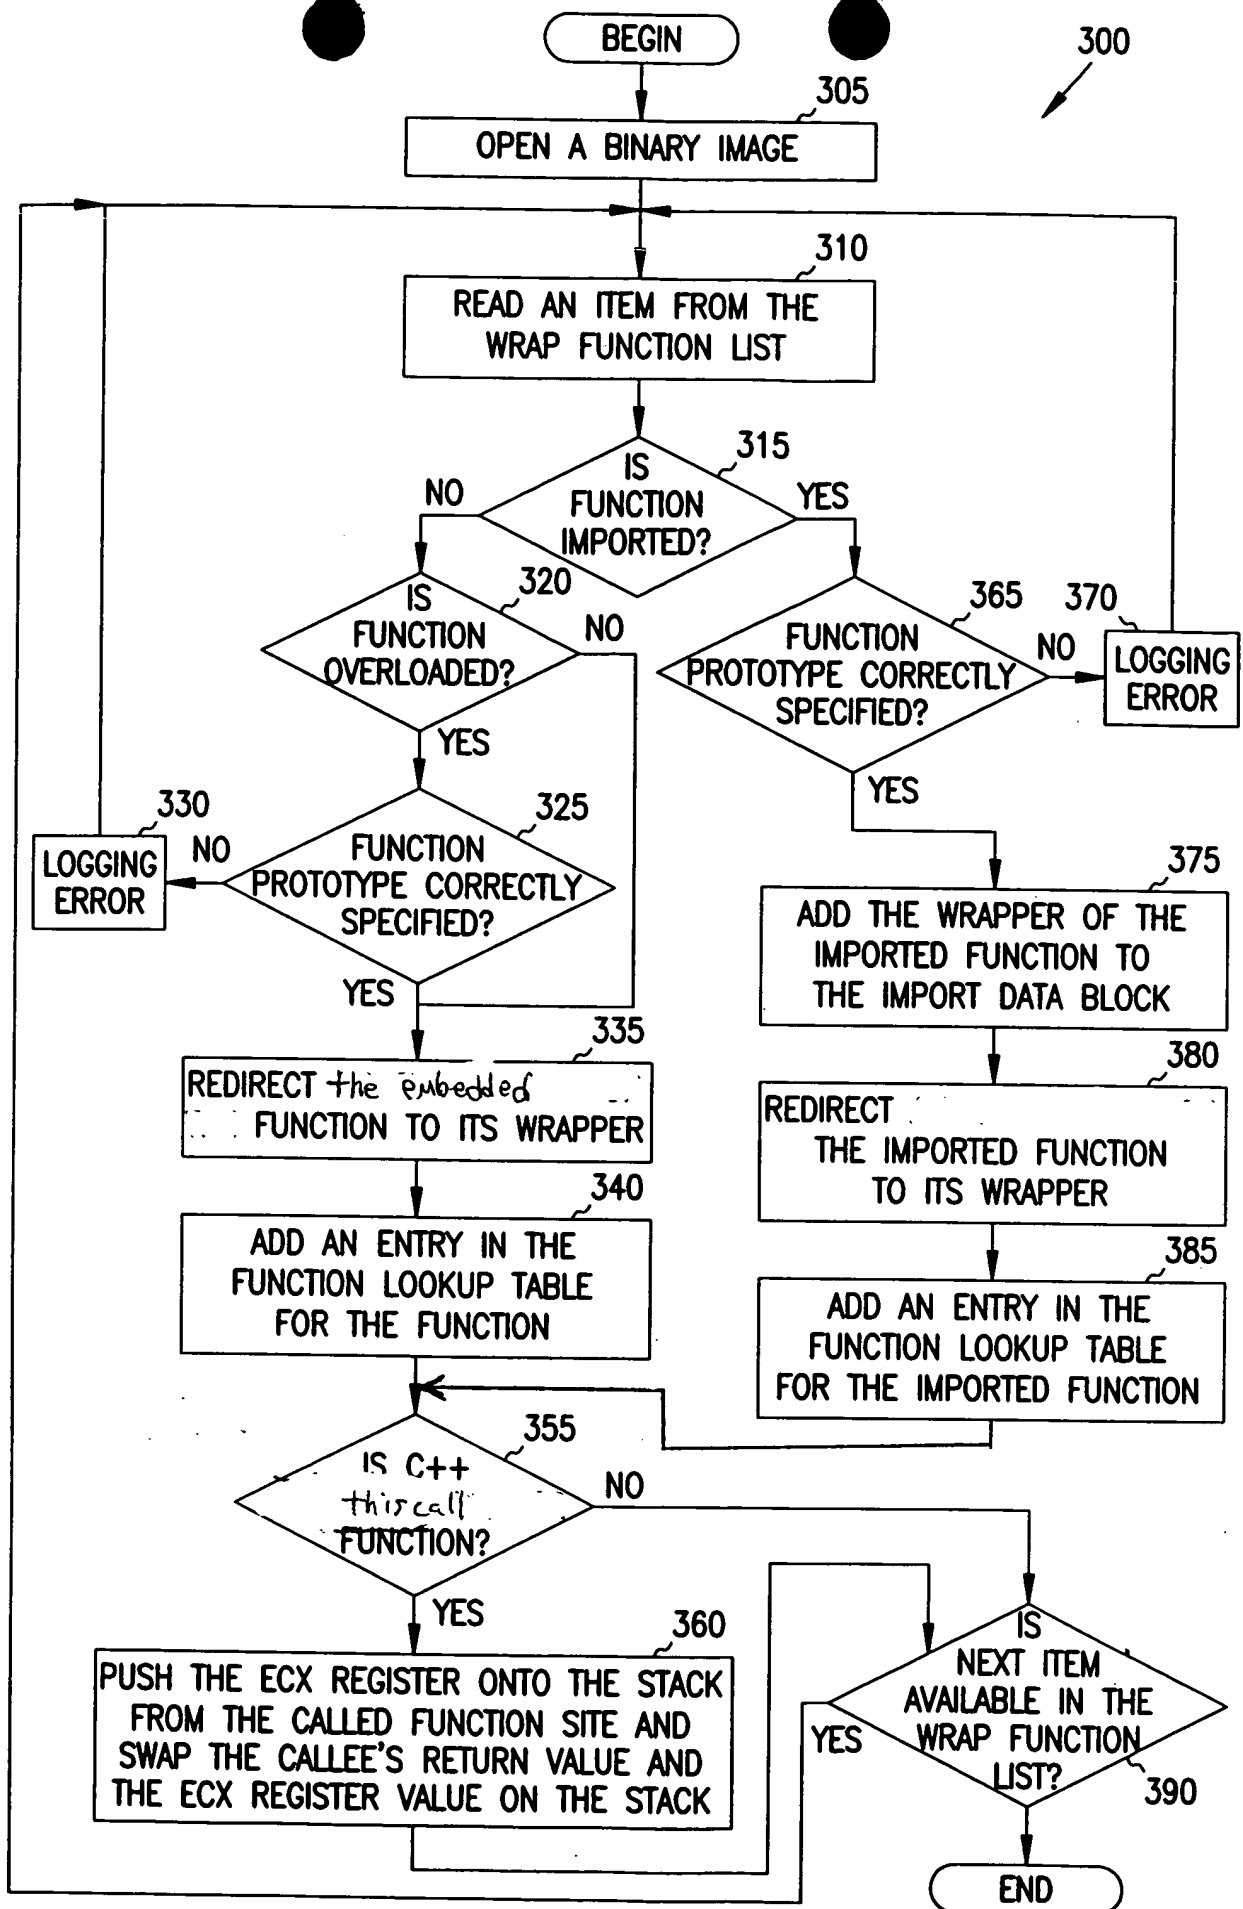 BEGIN
300
305
OPEN A BINARY IMAGE
310
READ AN ITEM FROM THE
WRAP FUNCTION LIST
315
IS
FUNCTION
IMPORTED?
NO
YES
320
IS
FUNCTION
OVERLOADED?
NO
YES
365
FUNCTION
PROTOTYPE CORRECTLY
SPECIFIED?
NO
YES
370
LOGGING
ERROR
325
FUNCTION
PROTOTYPE CORRECTLY
SPECIFIED?
NO
YES
330
LOGGING
ERROR
375
ADD THE WRAPPER OF THE
IMPORTED FUNCTION TO
THE IMPORT DATA BLOCK
335
REDIRECT the embedded
FUNCTION TO ITS WRAPPER
380
REDIRECT
THE IMPORTED FUNCTION
TO ITS WRAPPER
340
ADD AN ENTRY IN THE
FUNCTION LOOKUP TABLE
FOR THE FUNCTION
385
ADD AN ENTRY IN THE
FUNCTION LOOKUP TABLE
FOR THE IMPORTED FUNCTION
355
IS C++
thiscall
FUNCTION?
NO
YES
360
PUSH THE ECX REGISTER ONTO THE STACK
FROM THE CALLED FUNCTION SITE AND
SWAP THE CALLEE'S RETURN VALUE AND
THE ECX REGISTER VALUE ON THE STACK
IS
NEXT ITEM
AVAILABLE IN THE
WRAP FUNCTION
LIST?
YES
390
END